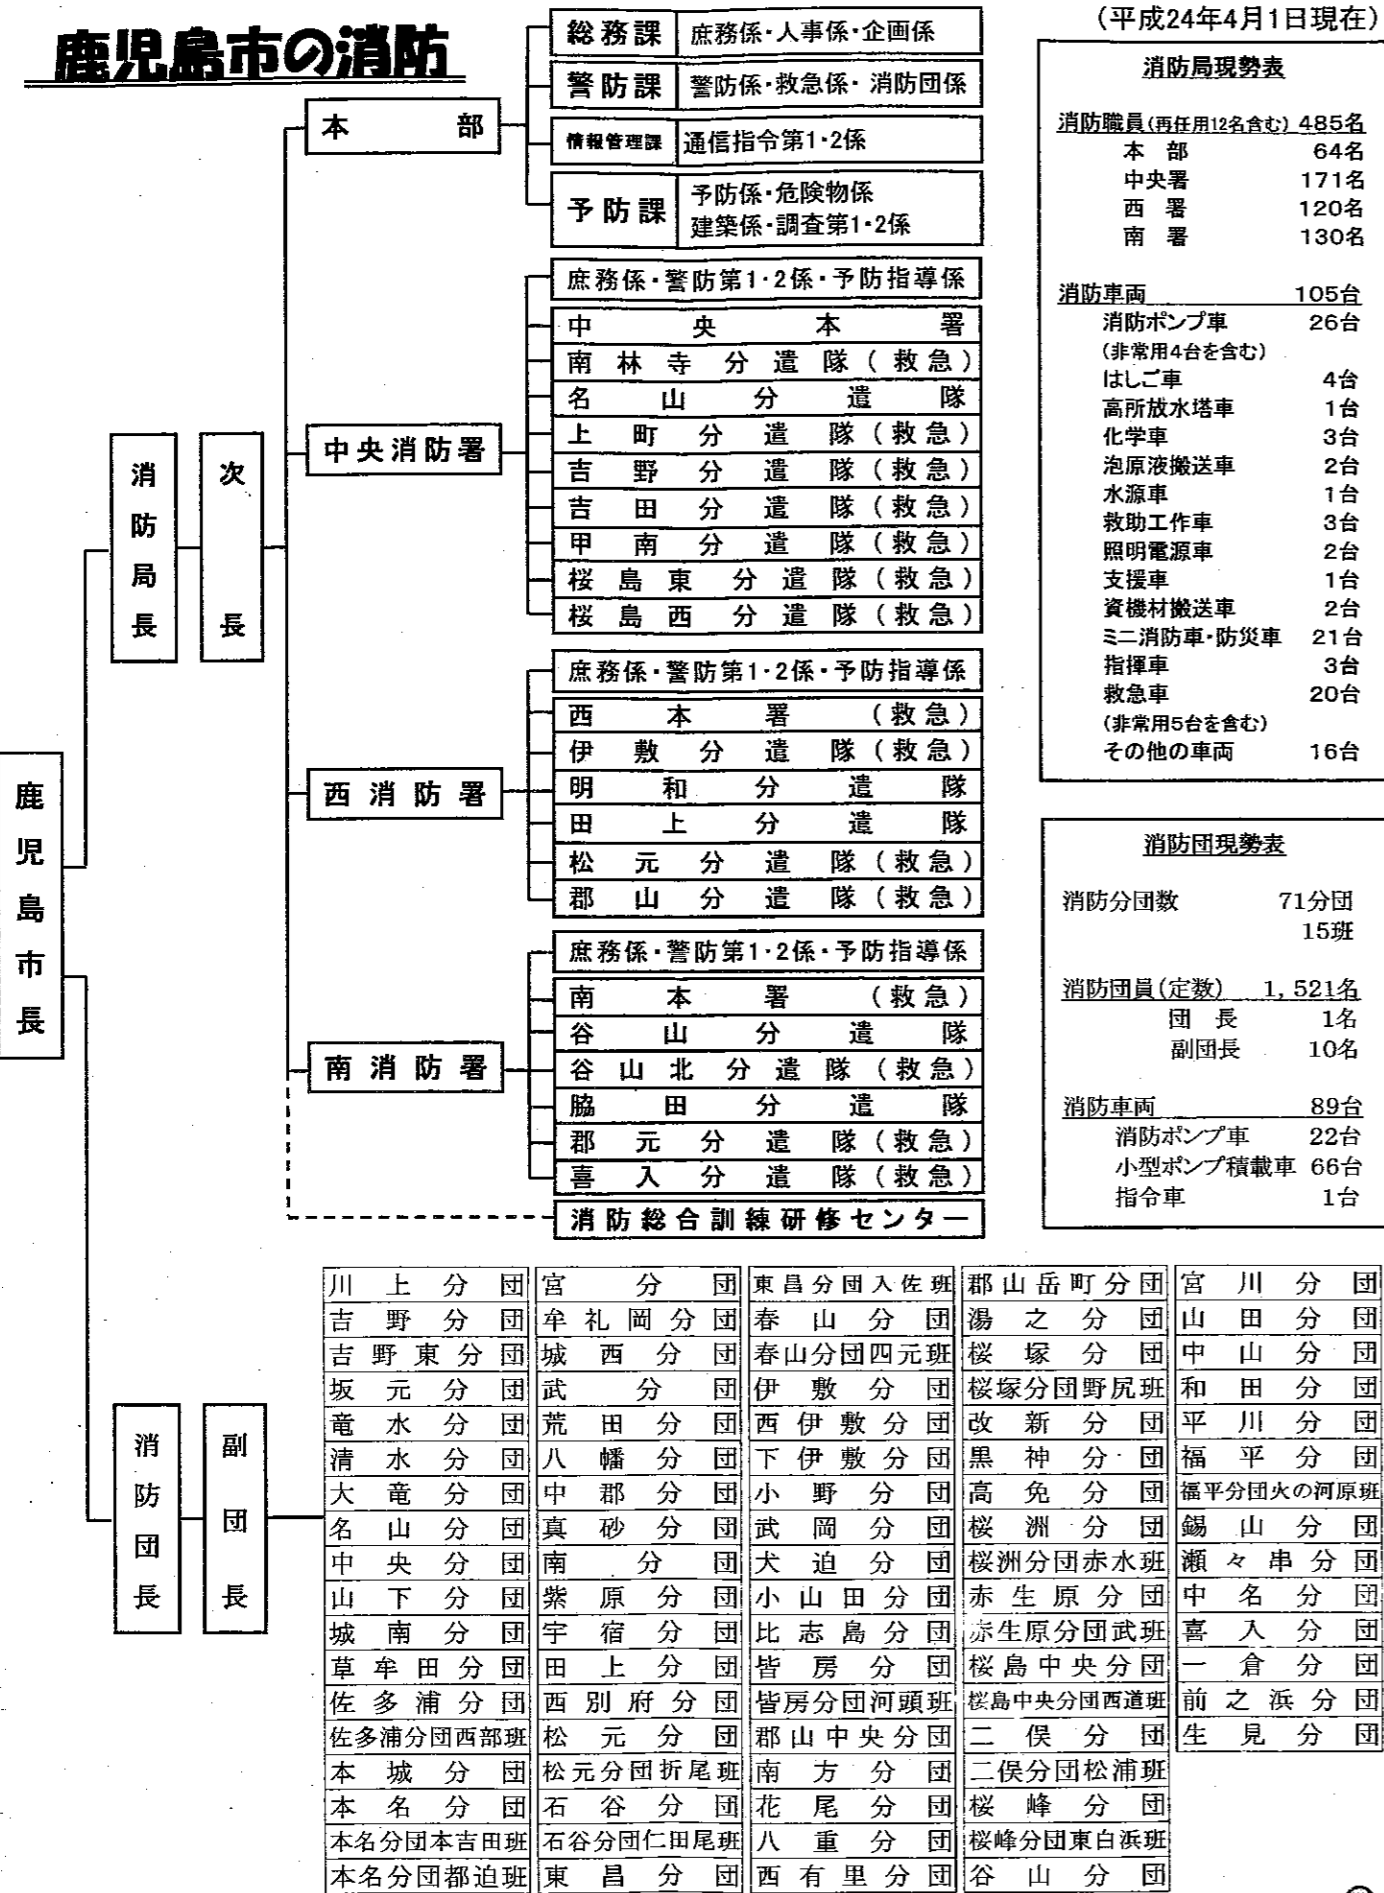 鹿児島市の消防
(平成24年4月1日現在)
鹿児島市長
消防局長
次長
本部
総務課 庶務係・人事係・企画係
警防課 警防係・救急係・消防団係
情報管理課 通信指令第1・2係
予防課 予防係・危険物係
建築係・調査第1・2係
中央消防署
庶務係・警防第1・2係・予防指導係
中央本署
南林寺分遣隊(救急)
名山分遣隊
上町分遣隊(救急)
吉野分遣隊(救急)
吉田分遣隊(救急)
甲南分遣隊(救急)
桜島東分遣隊(救急)
桜島西分遣隊(救急)
西消防署
庶務係・警防第1・2係・予防指導係
西本署(救急)
伊敷分遣隊(救急)
明和分遣隊
田上分遣隊
松元分遣隊(救急)
郡山分遣隊(救急)
南消防署
庶務係・警防第1・2係・予防指導係
南本署(救急)
谷山分遣隊
谷山北分遣隊(救急)
脇田分遣隊
郡元分遣隊(救急)
喜入分遣隊(救急)
消防総合訓練研修センター
消防局現勢表
消防職員(再任用12名含む) 485名
本部 64名
中央署 171名
西署 120名
南署 130名
消防車両 105台
消防ポンプ車 26台
(非常用4台を含む)
はしご車 4台
高所放水塔車 1台
化学車 3台
泡原液搬送車 2台
水源車 1台
救助工作車 3台
照明電源車 2台
支援車 1台
資機材搬送車 2台
ミニ消防車・防災車 21台
指揮車 3台
救急車 20台
(非常用5台を含む)
その他の車両 16台
消防団現勢表
消防分団数 71分団
15班
消防団員(定数) 1,521名
団長 1名
副団長 10名
消防車両 89台
消防ポンプ車 22台
小型ポンプ積載車 66台
指令車 1台
消防団長
副団長
川上分団
吉野分団
吉野東分団
坂元分団
竜水分団
清水分団
大竜分団
名山分団
中央分団
山下分団
城南分団
草牟田分団
佐多浦分団
佐多浦分団西部班
本城分団
本名分団
本名分団本吉田班
本名分団都迫班
宮分団
牟礼岡分団
城西分団
武分団
荒田分団
八幡分団
中郡分団
真砂分団
南分団
紫原分団
宇宿分団
田上分団
西別府分団
松元分団
松元分団折尾班
石谷分団
石谷分団仁田尾班
東昌分団
東昌分団入佐班
春山分団
春山分団四元班
伊敷分団
西伊敷分団
下伊敷分団
小野分団
武岡分団
犬迫分団
小山田分団
比志島分団
皆房分団
皆房分団河頭班
郡山中央分団
南方分団
花尾分団
八重分団
西有里分団
郡山岳町分団
湯之分団
桜塚分団
桜塚分団野尻班
改新分団
黒神分団
高免分団
桜洲分団
桜洲分団赤水班
赤生原分団
赤生原分団武班
桜島中央分団
桜島中央分団西道班
二俣分団
二俣分団松浦班
桜峰分団
桜峰分団東白浜班
谷山分団
宮川分団
山田分団
中山分団
和田分団
平川分団
福平分団
福平分団火の河原班
錫山分団
瀬々串分団
中名分団
喜入分団
一倉分団
前之浜分団
生見分団